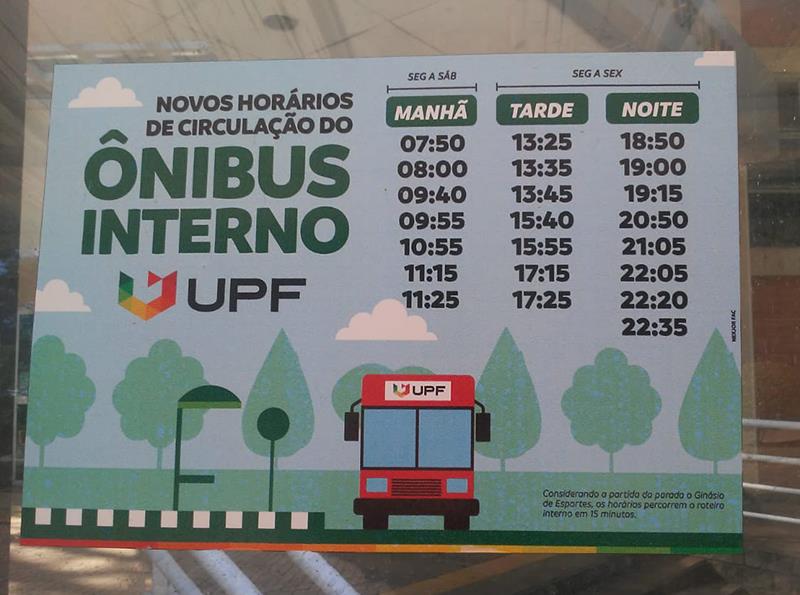 NOVOS HORÁRIOS
DE CIRCULAÇÃO DO
ÔNIBUS
INTERNO
UPF
SEG A SÁB
MANHÃ
07:50
08:00
09:40
09:55
10:55
11:15
11:25
SEG A SEX
TARDE
13:25
13:35
13:45
15:40
15:55
17:15
17:25
NOITE
18:50
19:00
19:15
20:50
21:05
22:05
22:20
22:35
NEXJOR FAC
UPF
Considerando a partida da parada o Ginásio
de Esportes, os horários percorrem o roteiro
interno em 15 minutos.